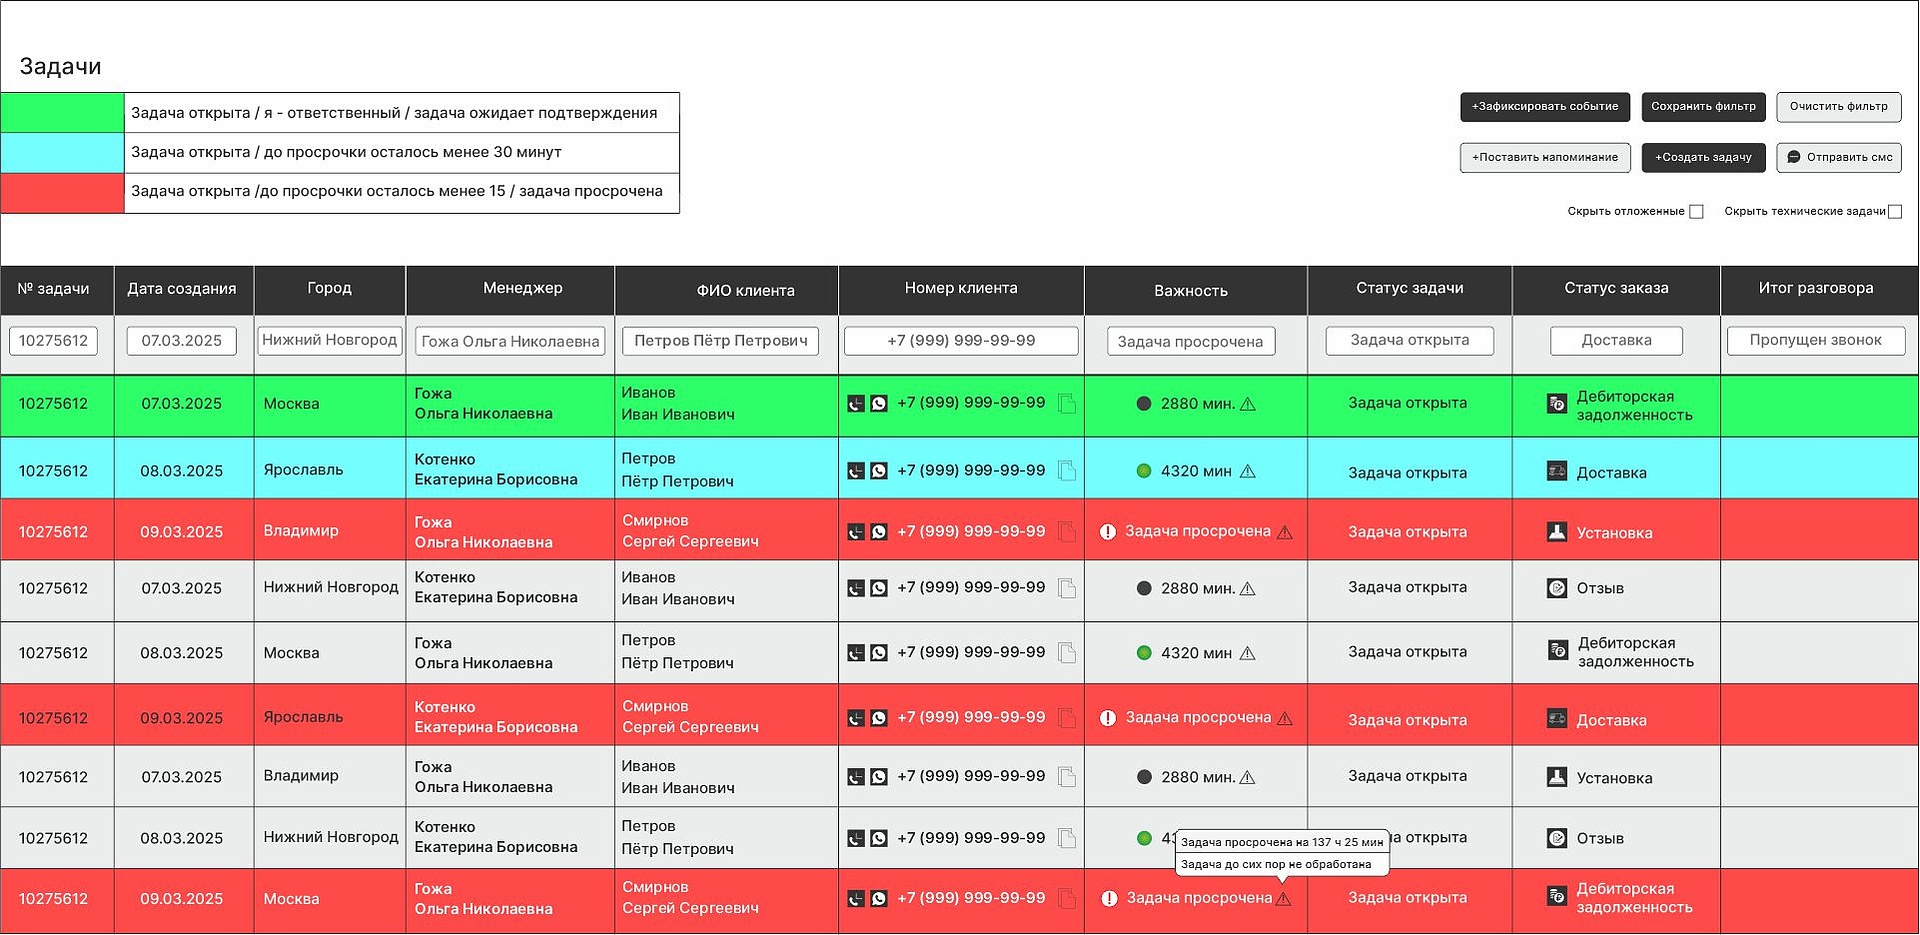 Задачи
Задача открыта / я - ответственный / задача ожидает подтверждения
Задача открыта / до просрочки осталось менее 30 минут
Задача открыта /до просрочки осталось менее 15 / задача просрочена
+Зафиксировать событие Сохранить фильтр Очистить фильтр
+Поставить напоминание +Создать задачу Отправить смс
Скрыть отложенные Скрыть технические задачи
№ задачи Дата создания Город Менеджер ФИО клиента Номер клиента Важность Статус задачи Статус заказа Итог разговора
10275612 07.03.2025 Нижний Новгород Гожа Ольга Николаевна Петров Пётр Петрович +7 (999) 999-99-99 Задача просрочена Задача открыта Доставка Пропущен звонок
10275612 07.03.2025 Москва Гожа
Ольга Николаевна Иванов
Иван Иванович +7 (999) 999-99-99 2880 мин. Задача открыта Дебиторская
задолженность
10275612 08.03.2025 Ярославль Котенко
Екатерина Борисовна Петров
Пётр Петрович +7 (999) 999-99-99 4320 мин Задача открыта Доставка
10275612 09.03.2025 Владимир Гожа
Ольга Николаевна Смирнов
Сергей Сергеевич +7 (999) 999-99-99 Задача просрочена Задача открыта Установка
10275612 07.03.2025 Нижний Новгород Котенко
Екатерина Борисовна Иванов
Иван Иванович +7 (999) 999-99-99 2880 мин. Задача открыта Отзыв
10275612 08.03.2025 Москва Гожа
Ольга Николаевна Петров
Пётр Петрович +7 (999) 999-99-99 4320 мин Задача открыта Дебиторская
задолженность
10275612 09.03.2025 Ярославль Котенко
Екатерина Борисовна Смирнов
Сергей Сергеевич +7 (999) 999-99-99 Задача просрочена Задача открыта Доставка
10275612 07.03.2025 Владимир Гожа
Ольга Николаевна Иванов
Иван Иванович +7 (999) 999-99-99 2880 мин. Задача открыта Установка
10275612 08.03.2025 Нижний Новгород Котенко
Екатерина Борисовна Петров
Пётр Петрович +7 (999) 999-99-99 открыта Отзыв
Задача просрочена на 137 ч 25 мин
Задача до сих пор не обработана
10275612 09.03.2025 Москва Гожа
Ольга Николаевна Смирнов
Сергей Сергеевич +7 (999) 999-99-99 Задача просрочена Задача открыта Дебиторская
задолженность